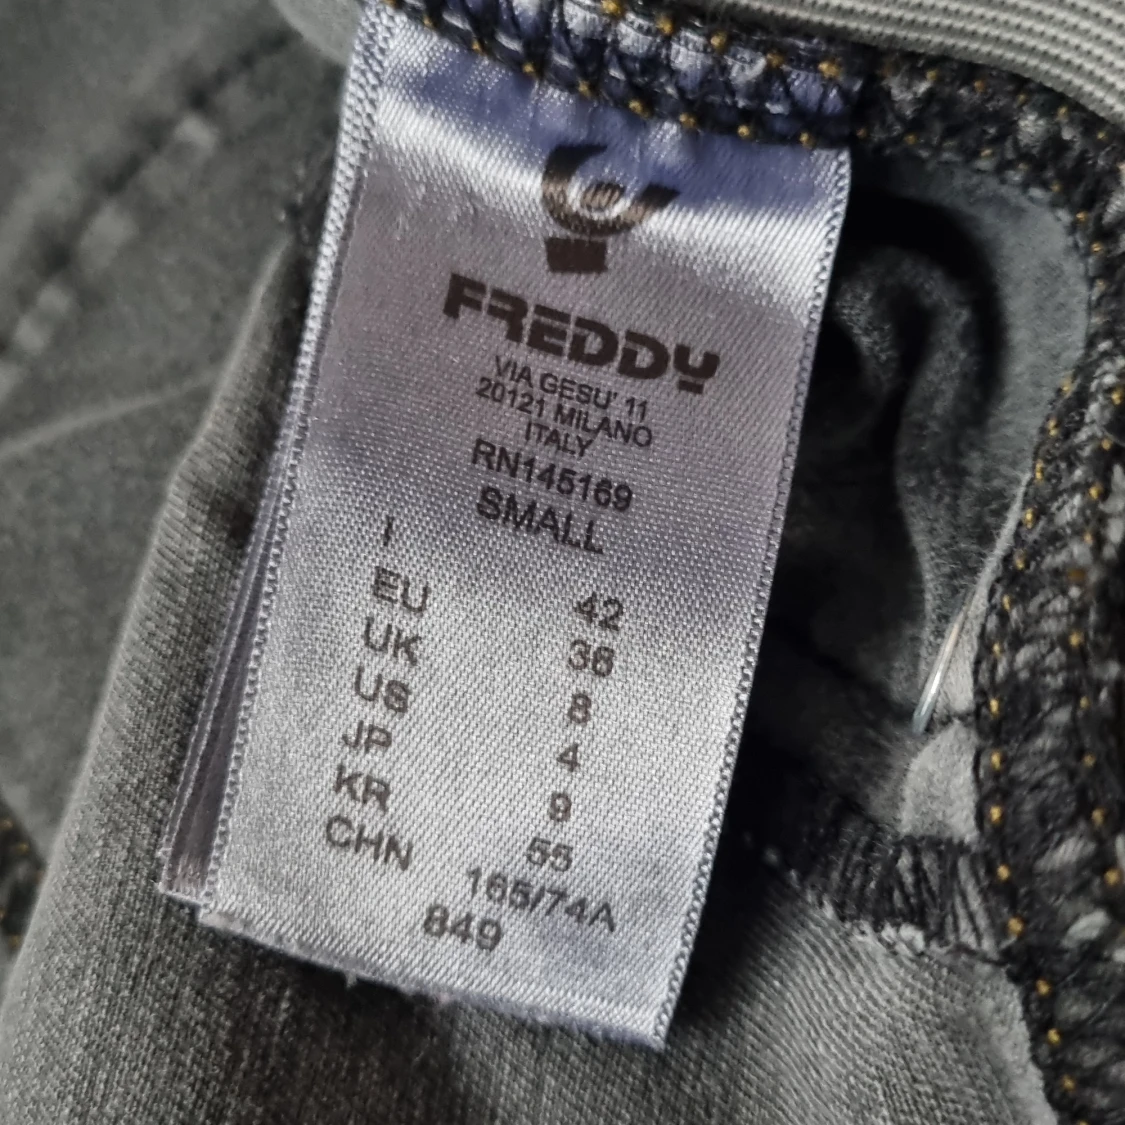 FREDDY
VIA GESU' 11
20121 MILANO
ITALY
RN145169
SMALL
I 42
EU 36
UK 8
US 4
JP 9
KR 55
CHN 165/74A
849